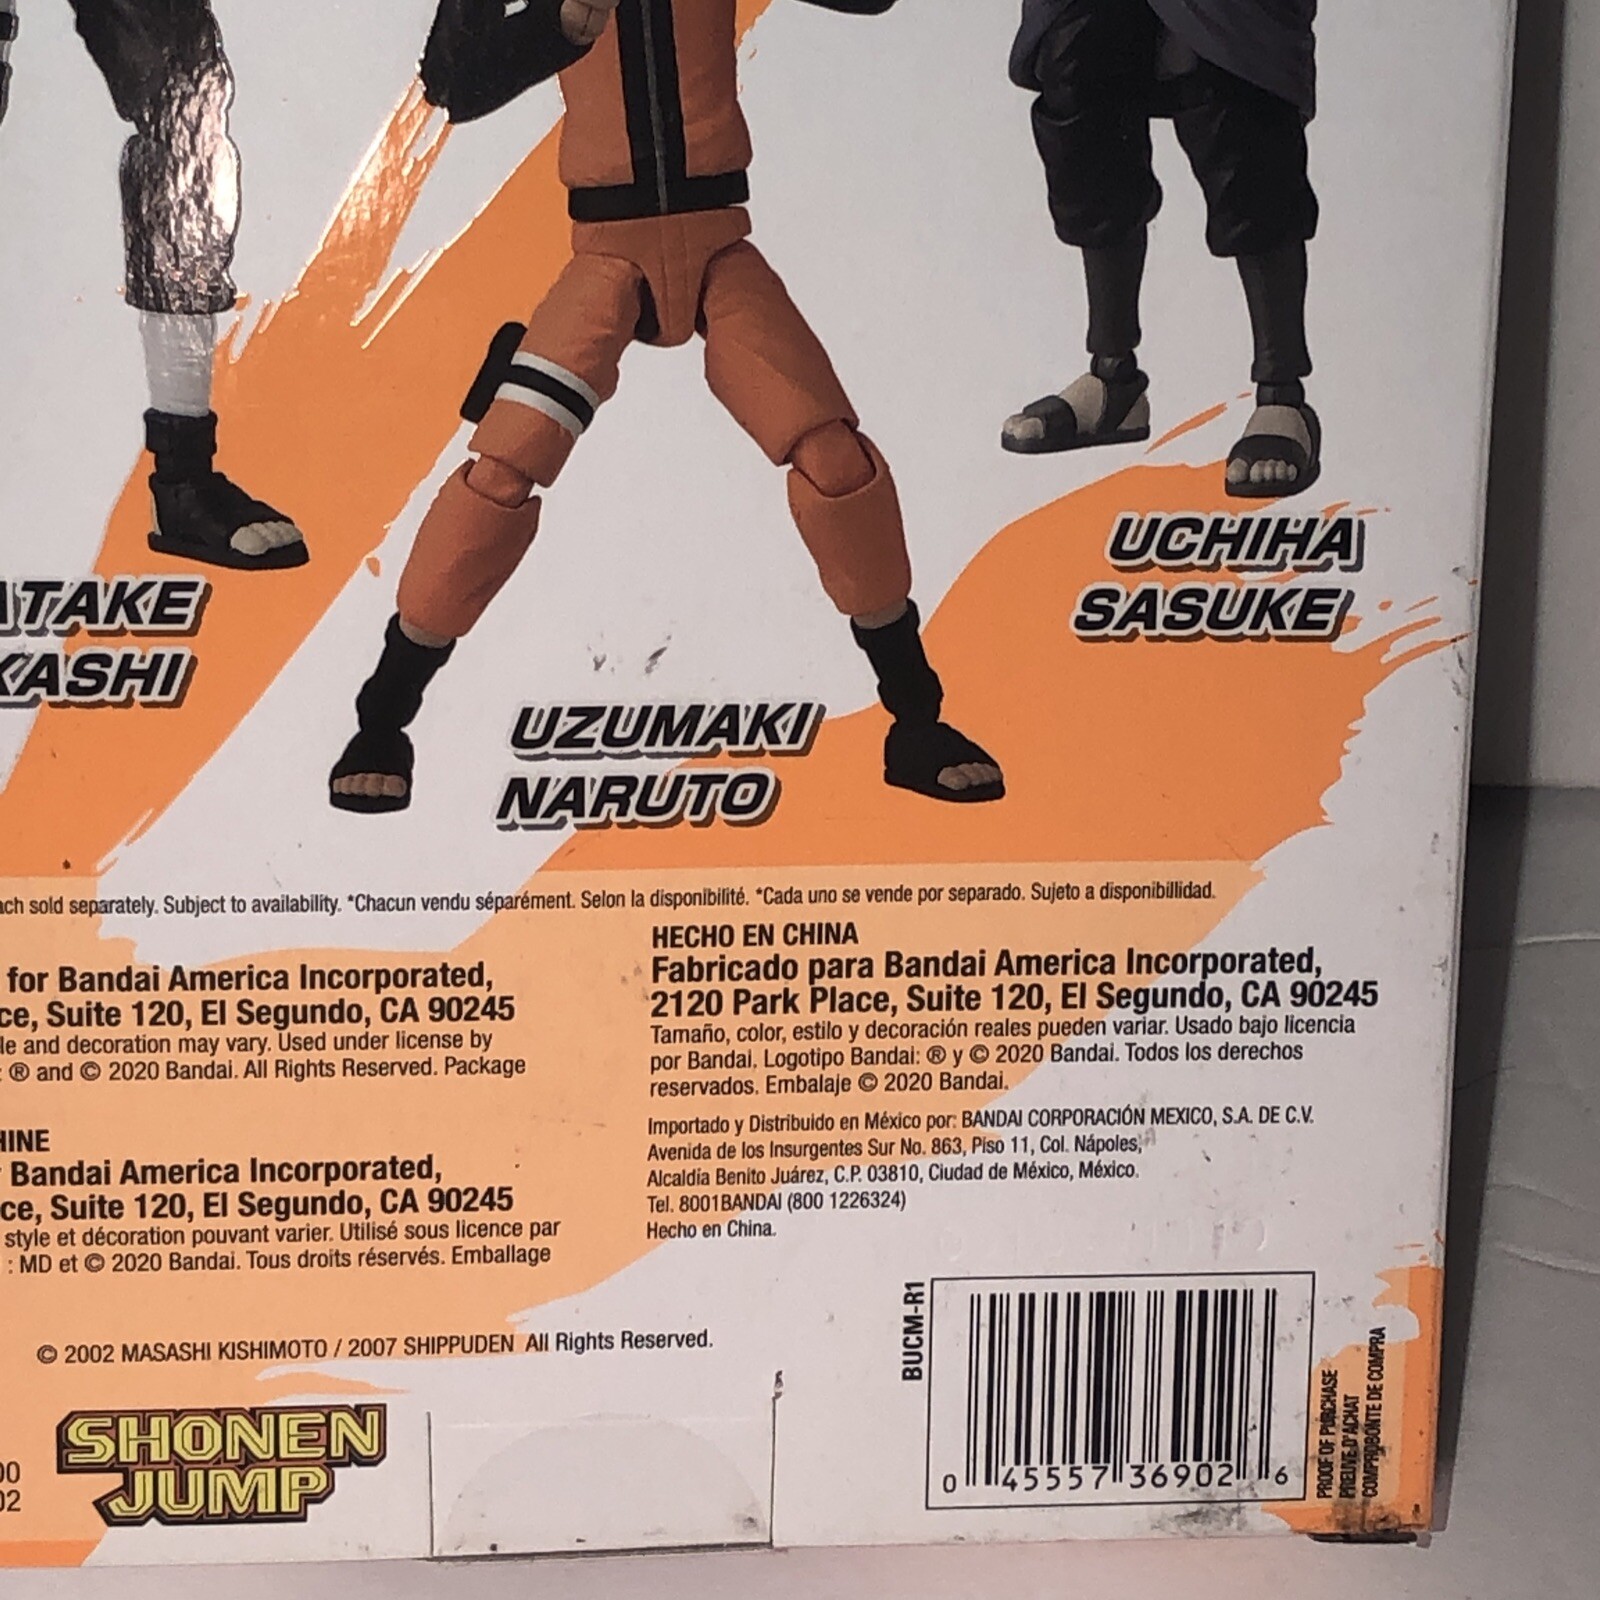 ATAKE
KASHI
UZUMAKI
NARUTO
UCHIHA
SASUKE
ach sold separately. Subject to availability. *Chacun vendu séparément. Selon la disponibilité. *Cada uno se vende por separado. Sujeto a disponibillidad.
for Bandai America Incorporated,
ce, Suite 120, El Segundo, CA 90245
le and decoration may vary. Used under license by
: ® and © 2020 Bandai. All Rights Reserved. Package
HINE
Bandai America Incorporated,
ce, Suite 120, El Segundo, CA 90245
style et décoration pouvant varier. Utilisé sous licence par
: MD et © 2020 Bandai. Tous droits réservés. Emballage
HECHO EN CHINA
Fabricado para Bandai America Incorporated,
2120 Park Place, Suite 120, El Segundo, CA 90245
Tamaño, color, estilo y decoración reales pueden variar. Usado bajo licencia
por Bandai, Logotipo Bandai: ® y © 2020 Bandai. Todos los derechos
reservados. Embalaje © 2020 Bandai.
Importado y Distribuido en México por: BANDAI CORPORACIÓN MEXICO, S.A. DE C.V.
Avenida de los Insurgentes Sur No. 863, Piso 11, Col. Nápoles,
Alcaldía Benito Juárez, C.P. 03810, Ciudad de México, México.
Tel. 8001BANDAI (800 1226324)
Hecho en China.
© 2002 MASASHI KISHIMOTO / 2007 SHIPPUDEN All Rights Reserved.
00
02
SHONEN
JUMP
BUCM-R1
0 45557 36902 6
PROOF OF PURCHASE
PREUVE D'ACHAT
COMPROBONTE DE COMPRA